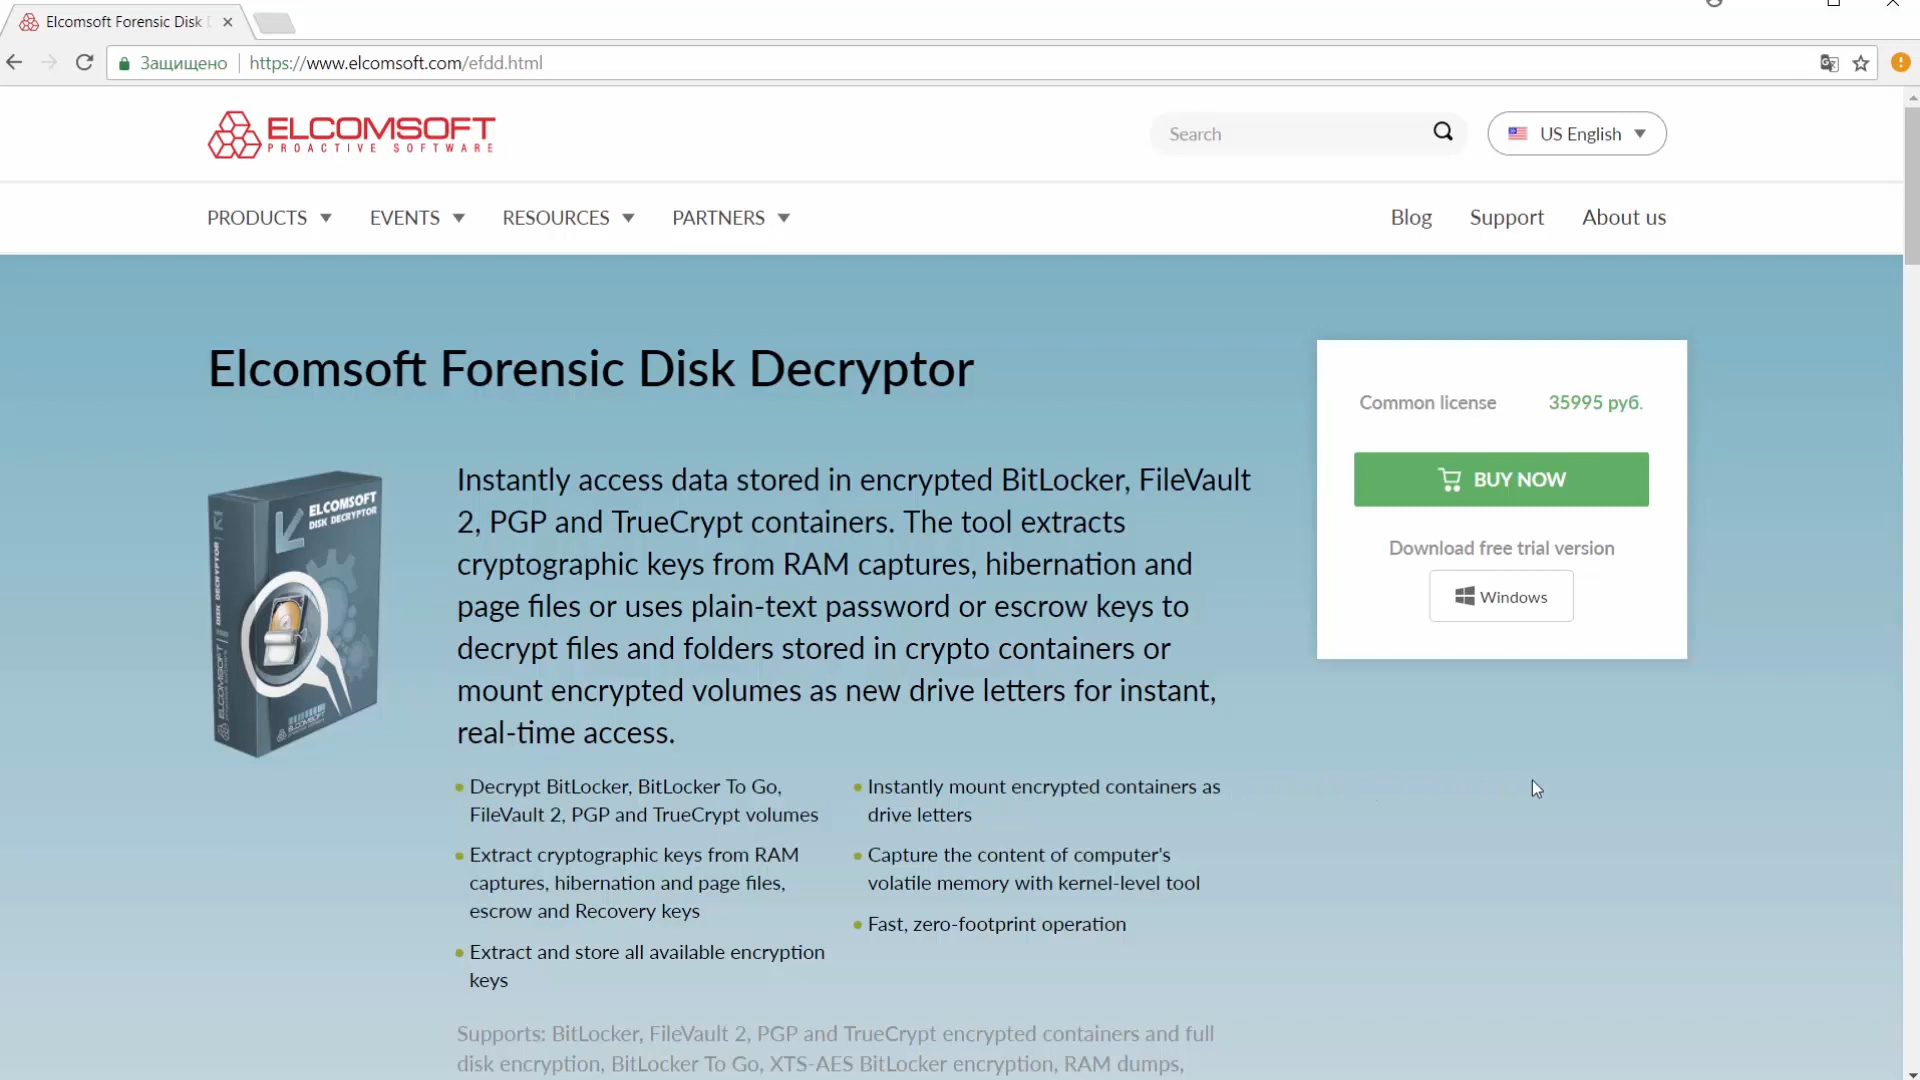 Elcomsoft Forensic Disk
Защищено
https://www.elcomsoft.com/efdd.html
ELCOMSOFT
PROACTIVE SOFTWARE
Search
US English
PRODUCTS EVENTS RESOURCES PARTNERS
Blog Support About us
Elcomsoft Forensic Disk Decryptor
Common license 35995 руб.
BUY NOW
Download free trial version
Windows
ELCOMSOFT
DISK DECRYPTOR
DISK DECRYPTOR
ELCOMSOFT
ELCOMSOFT
Instantly access data stored in encrypted BitLocker, FileVault
2, PGP and TrueCrypt containers. The tool extracts
cryptographic keys from RAM captures, hibernation and
page files or uses plain-text password or escrow keys to
decrypt files and folders stored in crypto containers or
mount encrypted volumes as new drive letters for instant,
real-time access.
Decrypt BitLocker, BitLocker To Go,
FileVault 2, PGP and TrueCrypt volumes
Extract cryptographic keys from RAM
captures, hibernation and page files,
escrow and Recovery keys
Extract and store all available encryption
keys
Instantly mount encrypted containers as
drive letters
Capture the content of computer's
volatile memory with kernel-level tool
Fast, zero-footprint operation
Supports: BitLocker, FileVault 2, PGP and TrueCrypt encrypted containers and full
disk encryption, BitLocker To Go, XTS-AES BitLocker encryption, RAM dumps,